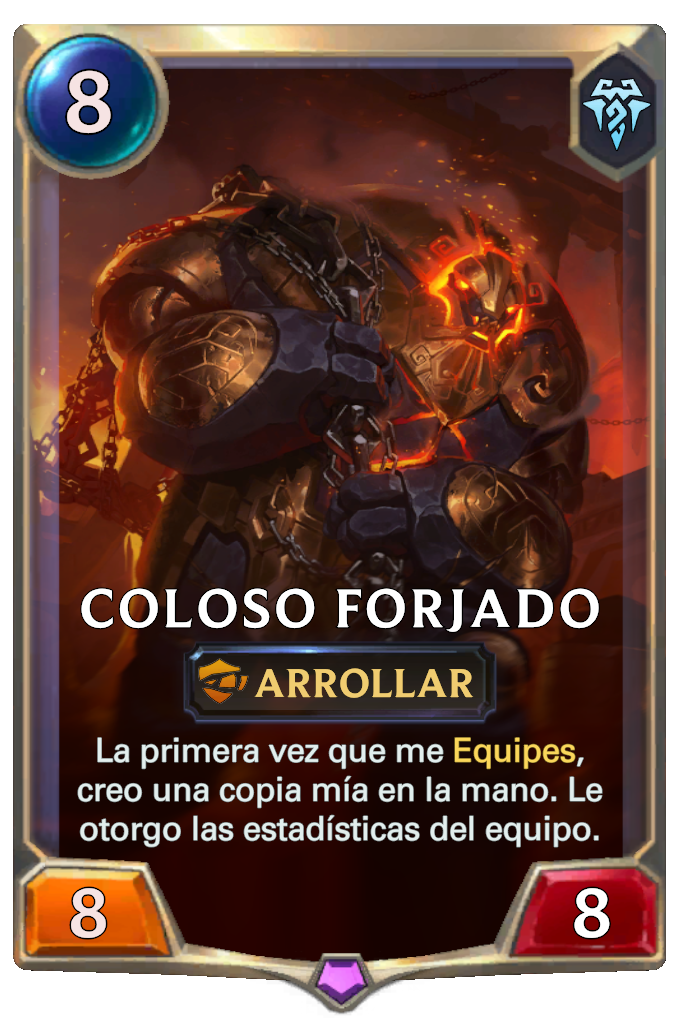 8
COLOSO FORJADO
ARROLLAR
La primera vez que me Equipes,
creo una copia mía en la mano. Le
otorgo las estadísticas del equipo.
8
8